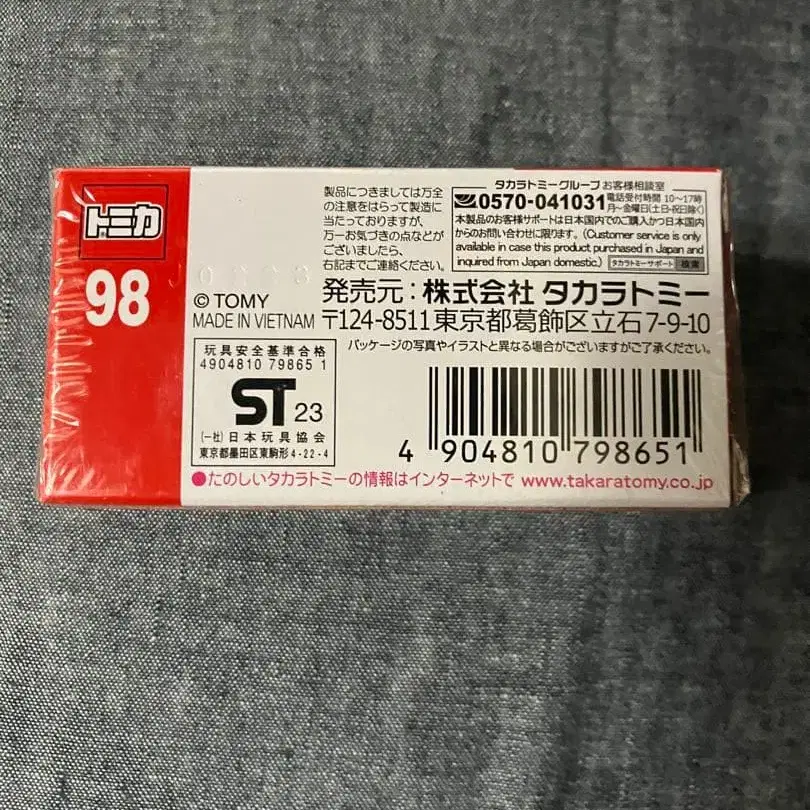 トミカ
98
製品につきましては万全
の注意をはらって製造に
当たっておりますが、
万一お気づきの点などが
ございましたら、
右記までご連絡ください。
タカラトミーグループ お客様相談室
0570-041031
電話受付時間 10〜17時
月〜金曜日(土日・祝日除く)
本製品のお客様サポートは日本国内でのご購入かつ日本国内
からのお問い合わせに限ります。(Customer service is only
available in case this product purchased in Japan and
inquired from Japan domestic.)
タカラトミーサポート 検索
© TOMY
MADE IN VIETNAM
発売元:株式会社 タカラトミー
〒124-8511東京都葛飾区立石7-9-10
パッケージの写真やイラストと異なる場合がございますがご了承ください。
玩具安全基準合格
4904810 79865 1
ST 23
(一社)日本玩具協会
東京都墨田区東駒形4-22-4
4 904810 798651
●たのしいタカラトミーの情報はインターネットで www.takaratomy.co.jp